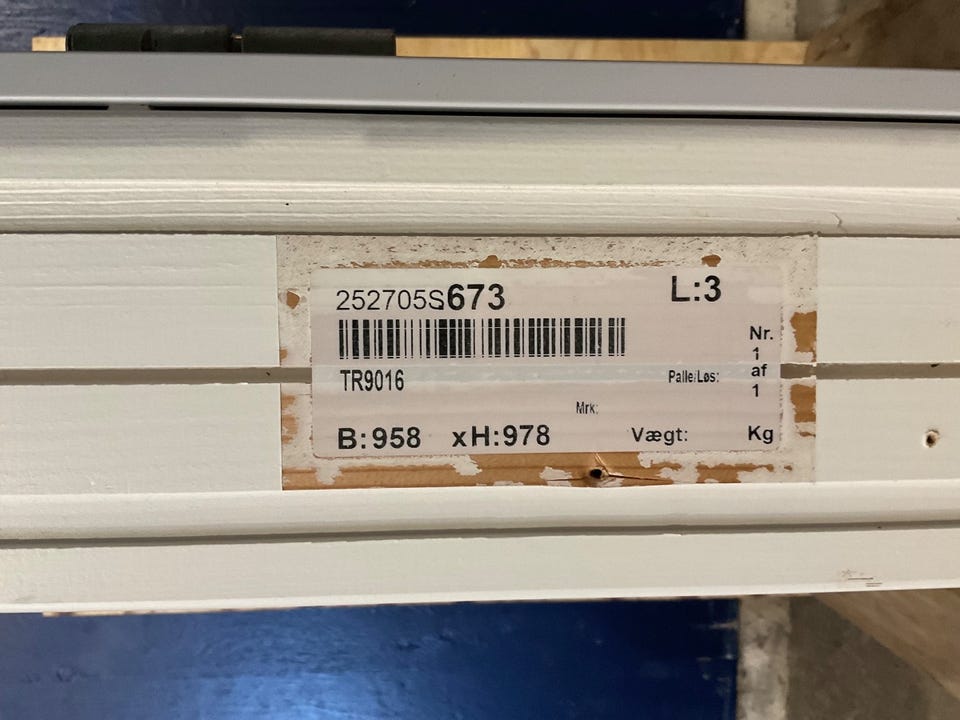 252705S673
L:3
Nr.
1
af
1
TR9016
Palle/Løs:
Mrk:
B:958 xH:978
Vægt: Kg